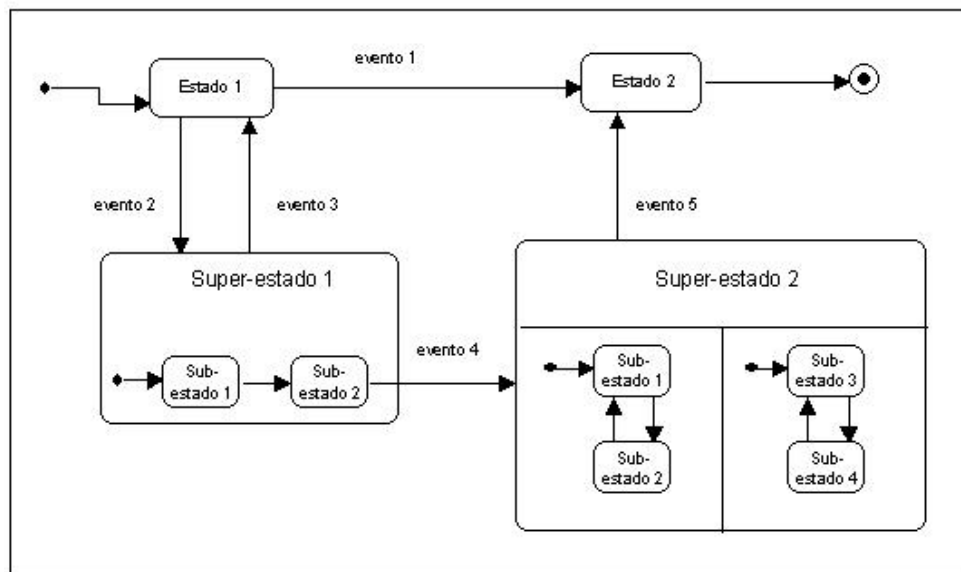 evento 1
Estado 1
Estado 2
evento 2
evento 3
evento 5
Super-estado 1
Super-estado 2
evento 4
Sub-
estado 1
Sub-
estado 2
Sub-
estado 1
Sub-
estado 3
Sub-
estado 2
Sub-
estado 4